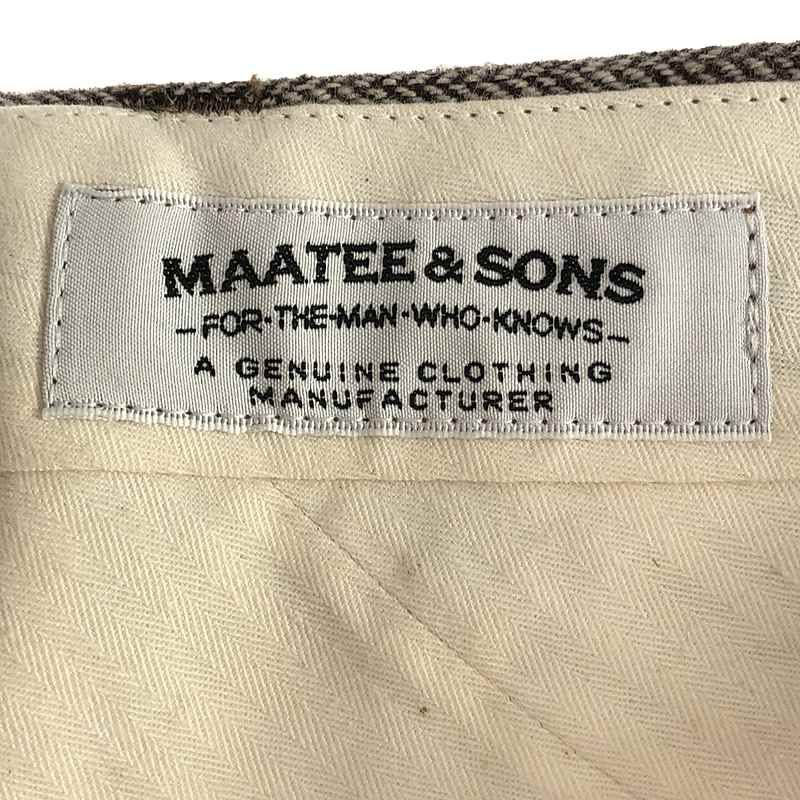 MAATEE & SONS
-FOR·THE·MAN·WHO·KNOWS-
A GENUINE CLOTHING
MANUFACTURER